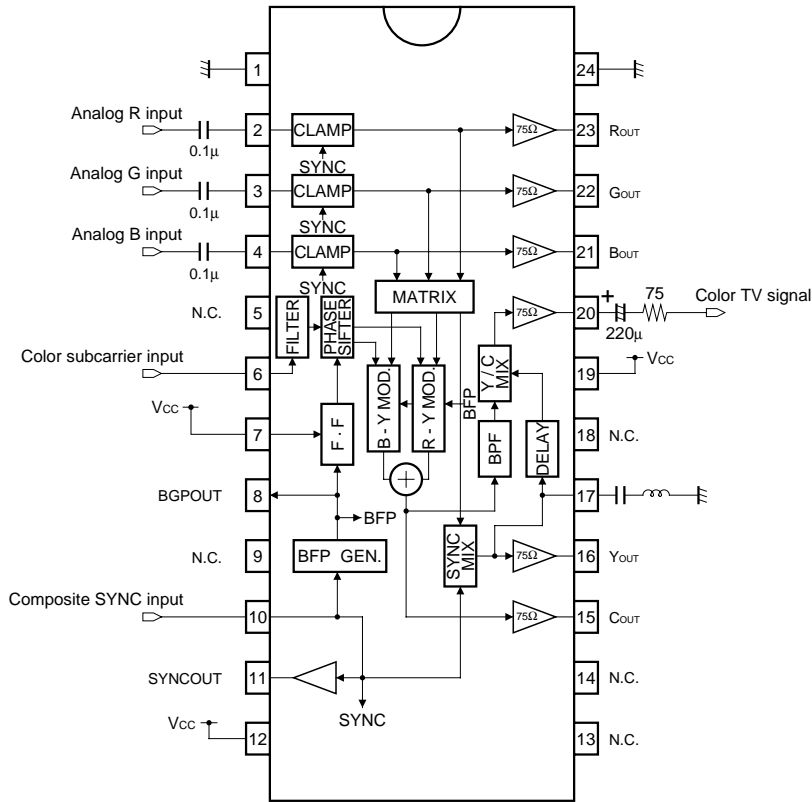 1
24
Analog R input
0.1µ
2
CLAMP
SYNC
75Ω
23
ROUT
Analog G input
0.1µ
3
CLAMP
SYNC
75Ω
22
GOUT
Analog B input
0.1µ
4
CLAMP
SYNC
75Ω
21
BOUT
N.C.
5
FILTER
PHASE
SIFTER
MATRIX
75Ω
20
+
220µ
75
Color TV signal
Color subcarrier input
6
B - Y MOD.
R - Y MOD.
BFP
Y / C
MIX
19
VCC
VCC
7
F . F
BPF
DELAY
18
N.C.
BGPOUT
8
BFP
17
N.C.
9
BFP GEN.
SYNC
MIX
75Ω
16
YOUT
Composite SYNC input
10
75Ω
15
COUT
SYNCOUT
11
SYNC
14
N.C.
VCC
12
13
N.C.